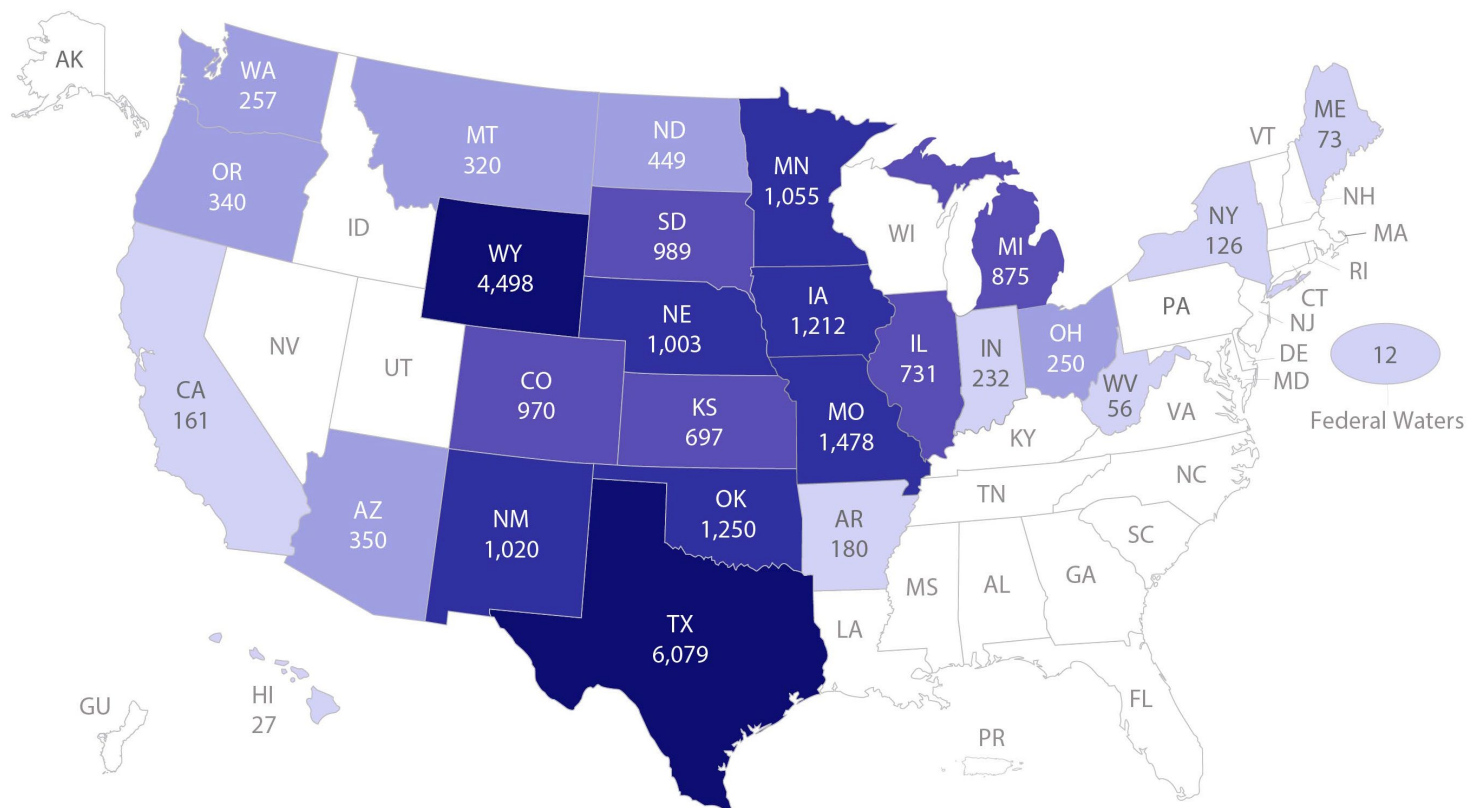 AK
WA
257
MT
320
ND
449
MN
1,055
ME
73
VT
OR
340
ID
WY
4,498
SD
989
WI
MI
875
NY
126
NH
MA
RI
CT
NJ
NV
UT
CA
161
NE
1,003
IA
1,212
IL
731
IN
232
OH
250
PA
DE
MD
12
Federal Waters
CO
970
KS
697
MO
1,478
WV
56
KY
VA
AZ
350
NM
1,020
OK
1,250
AR
180
TN
NC
SC
TX
6,079
LA
MS
AL
GA
FL
GU
HI
27
PR